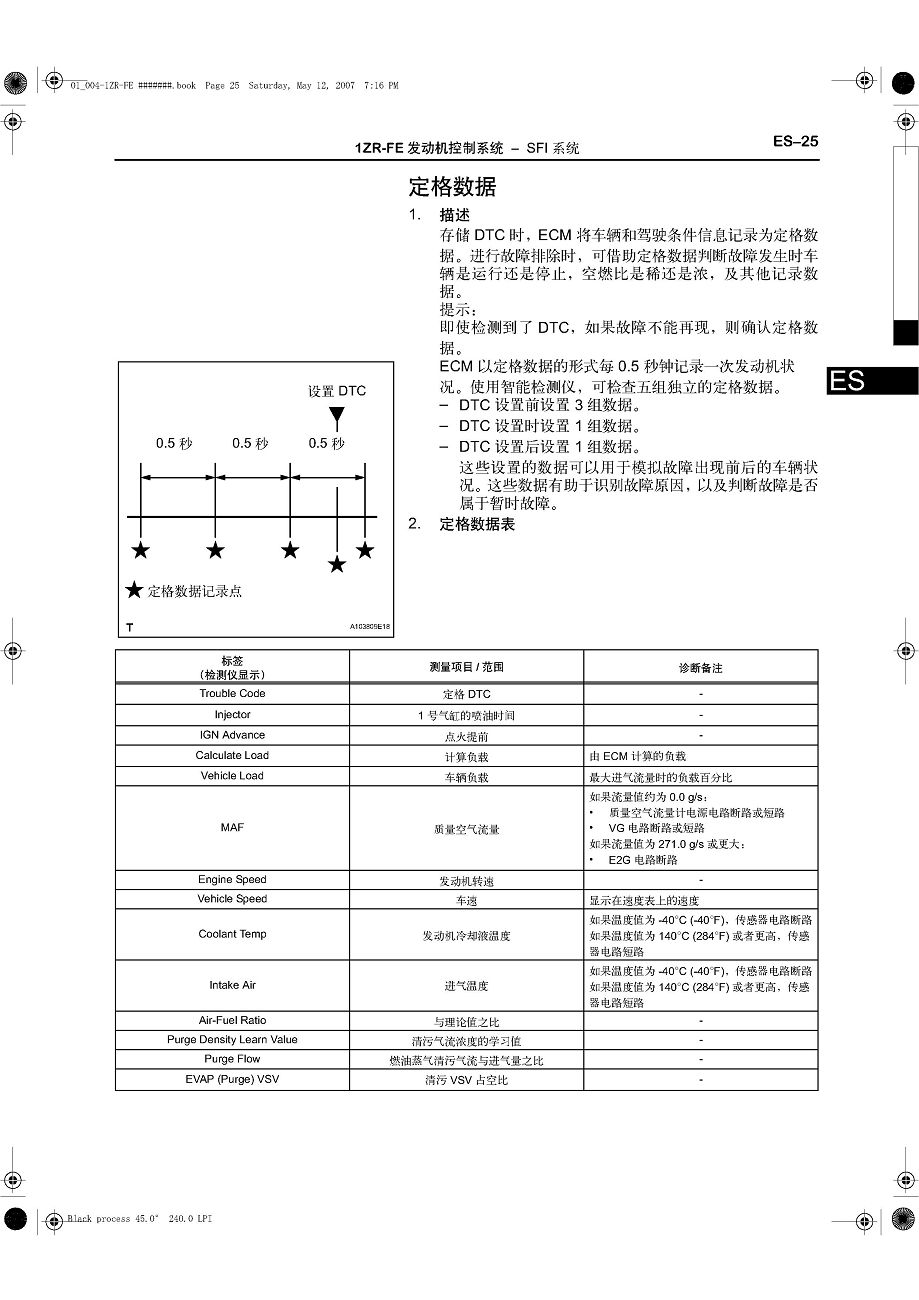 01_004-1ZR-FE #######.book Page 25 Saturday, May 12, 2007 7:16 PM
1ZR-FE 发动机控制系统 – SFI 系统
ES–25
定格数据
1. 描述
存储 DTC 时，ECM 将车辆和驾驶条件信息记录为定格数
据。进行故障排除时，可借助定格数据判断故障发生时车
辆是运行还是停止，空燃比是稀还是浓，及其他记录数
据。
提示：
即使检测到了 DTC，如果故障不能再现，则确认定格数
据。
ECM 以定格数据的形式每 0.5 秒钟记录一次发动机状
况。使用智能检测仪，可检查五组独立的定格数据。
– DTC 设置前设置 3 组数据。
– DTC 设置时设置 1 组数据。
– DTC 设置后设置 1 组数据。
这些设置的数据可以用于模拟故障出现前后的车辆状
况。这些数据有助于识别故障原因，以及判断故障是否
属于暂时故障。
2. 定格数据表
ES
设置 DTC
0.5 秒 0.5 秒 0.5 秒
★ 定格数据记录点
T A103809E18
标签
（检测仪显示） 测量项目 / 范围 诊断备注
Trouble Code 定格 DTC -
Injector 1 号气缸的喷油时间 -
IGN Advance 点火提前 -
Calculate Load 计算负载 由 ECM 计算的负载
Vehicle Load 车辆负载 最大进气流量时的负载百分比
MAF 质量空气流量 如果流量值约为 0.0 g/s：
• 质量空气流量计电源电路断路或短路
• VG 电路断路或短路
如果流量值为 271.0 g/s 或更大：
• E2G 电路断路
Engine Speed 发动机转速 -
Vehicle Speed 车速 显示在速度表上的速度
Coolant Temp 发动机冷却液温度 如果温度值为 -40°C (-40°F)，传感器电路断路
如果温度值为 140°C (284°F) 或者更高，传感
器电路短路
Intake Air 进气温度 如果温度值为 -40°C (-40°F)，传感器电路断路
如果温度值为 140°C (284°F) 或者更高，传感
器电路短路
Air-Fuel Ratio 与理论值之比 -
Purge Density Learn Value 清污气流浓度的学习值 -
Purge Flow 燃油蒸气清污气流与进气量之比 -
EVAP (Purge) VSV 清污 VSV 占空比 -
Black process 45.0° 240.0 LPI